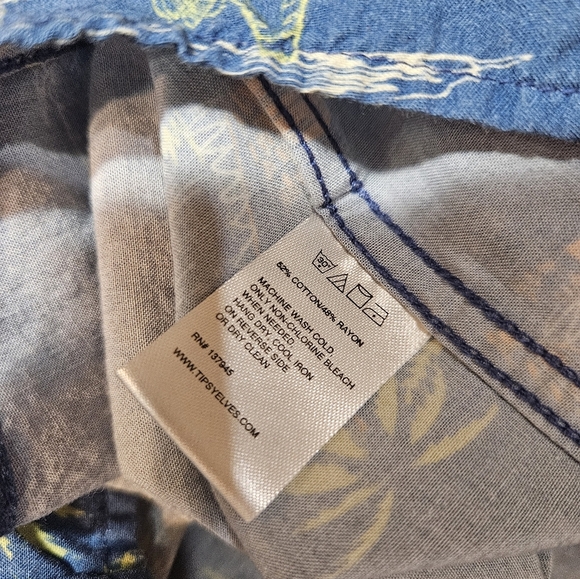 30°
52% COTTON/48% RAYON
MACHINE WASH COLD.
ONLY NON-CHLORINE BLEACH
WHEN NEEDED.
HANG DRY. COOL IRON
ON REVERSE SIDE
OR DRY CLEAN.
RN# 137945
WWW.TIPSYELVES.COM